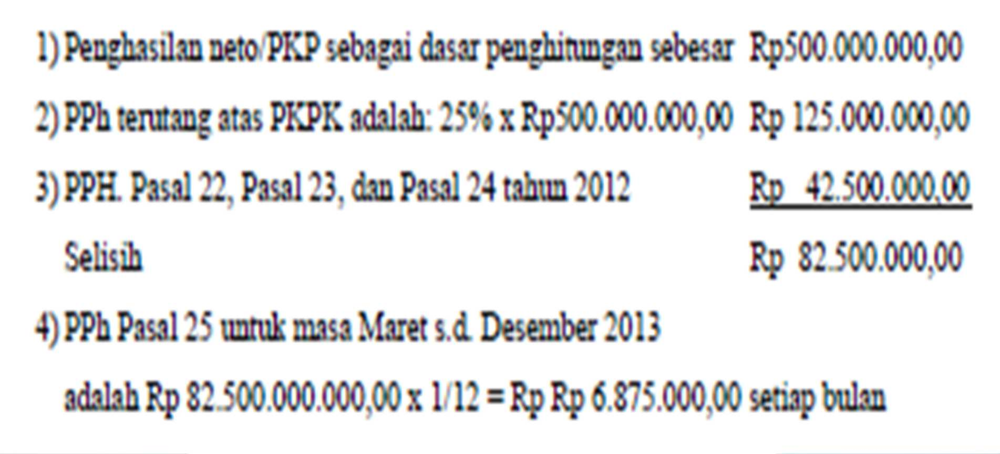 1) Penghasilan neto/PKP sebagai dasar penghitungan sebesar Rp500.000.000,00
2) PPh terutang atas PKPK adalah: 25% x Rp500.000.000,00 Rp 125.000.000,00
3) PPH. Pasal 22, Pasal 23, dan Pasal 24 tahun 2012 Rp 42.500.000,00
Selisih Rp 82.500.000,00
4) PPh Pasal 25 untuk masa Maret s.d. Desember 2013
adalah Rp 82.500.000.000,00 x 1/12 = Rp Rp 6.875.000,00 setiap bulan